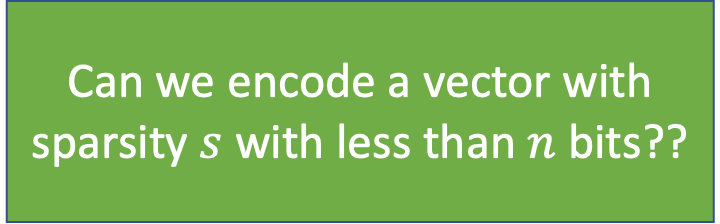 Can we encode a vector with
sparsity s with less than n bits??